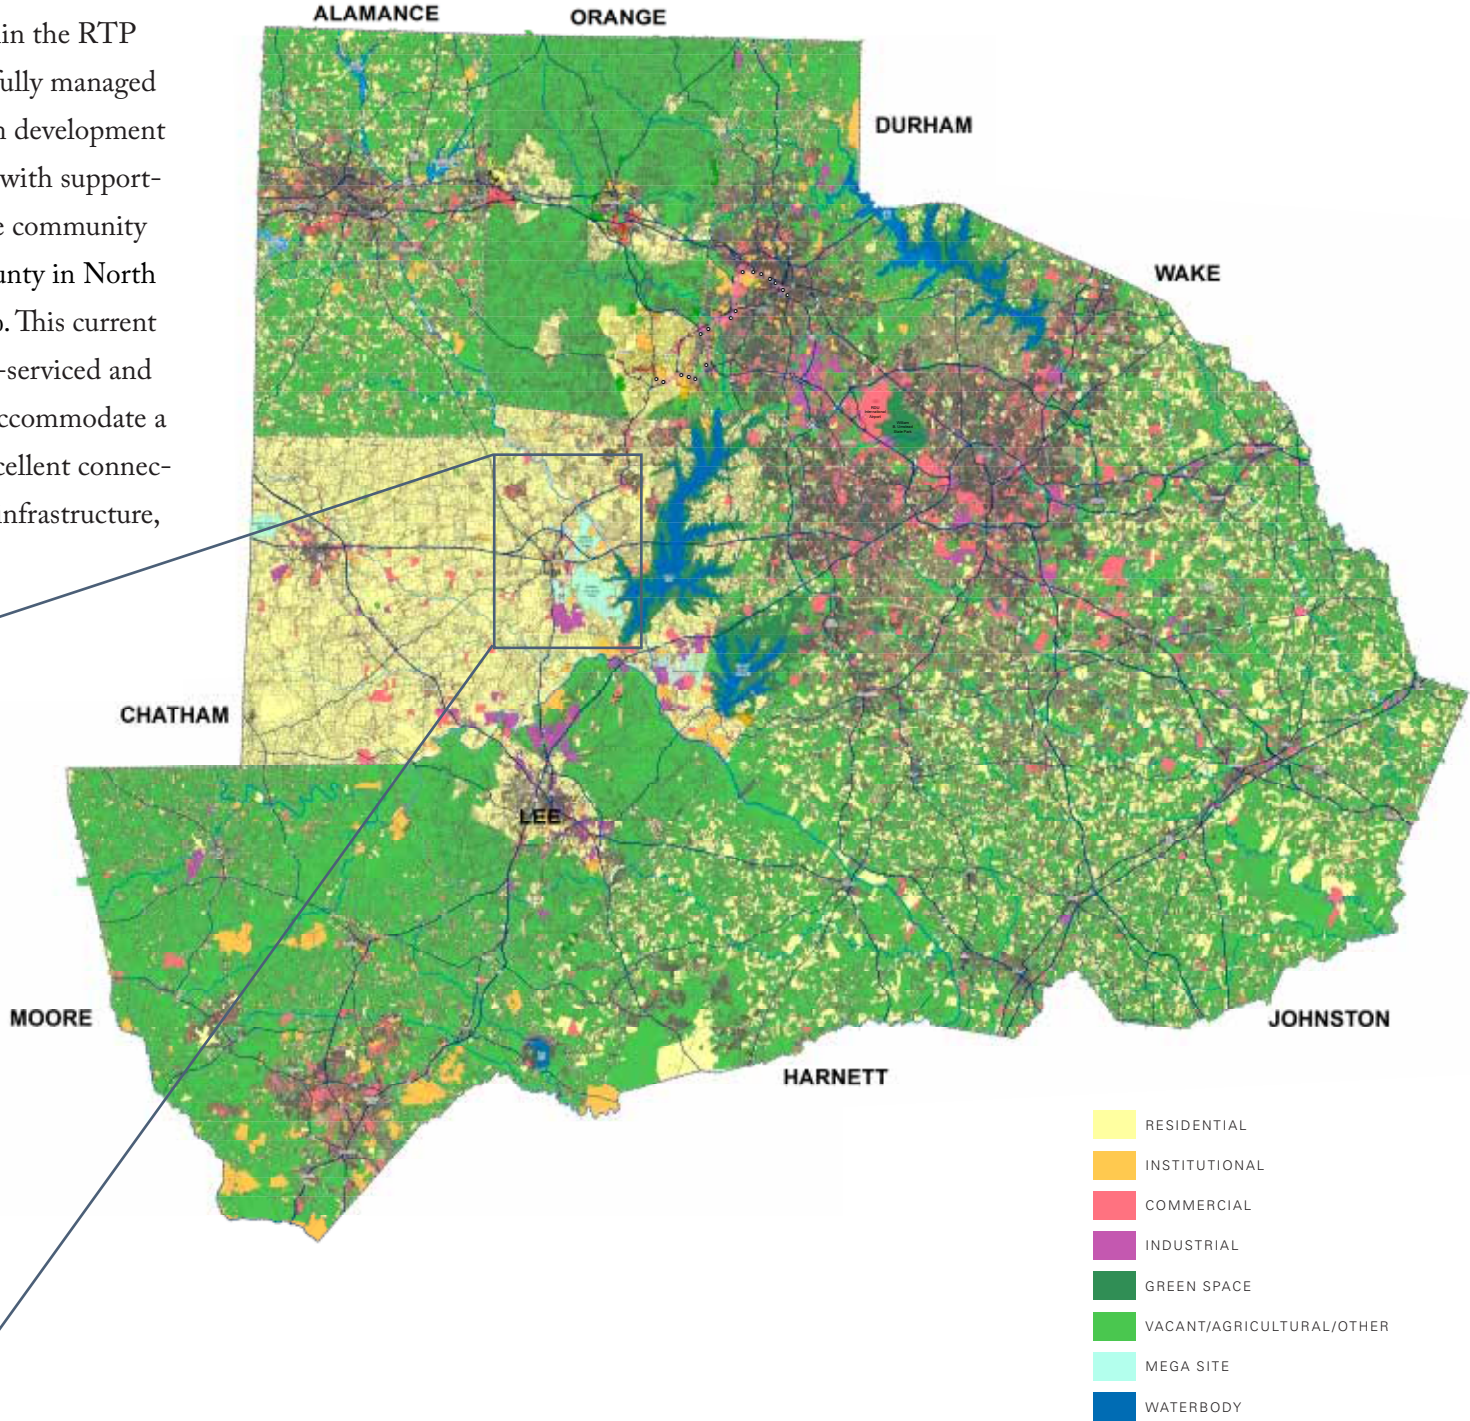 in the RTP
fully managed
development
with support-
community
unty in North
. This current
-serviced and
ccommodate a
cellent connec-
infrastructure,
ALAMANCE
ORANGE
DURHAM
WAKE
CHATHAM
LEE
MOORE
JOHNSTON
HARNETT
RESIDENTIAL
INSTITUTIONAL
COMMERCIAL
INDUSTRIAL
GREEN SPACE
VACANT/AGRICULTURAL/OTHER
MEGA SITE
WATERBODY